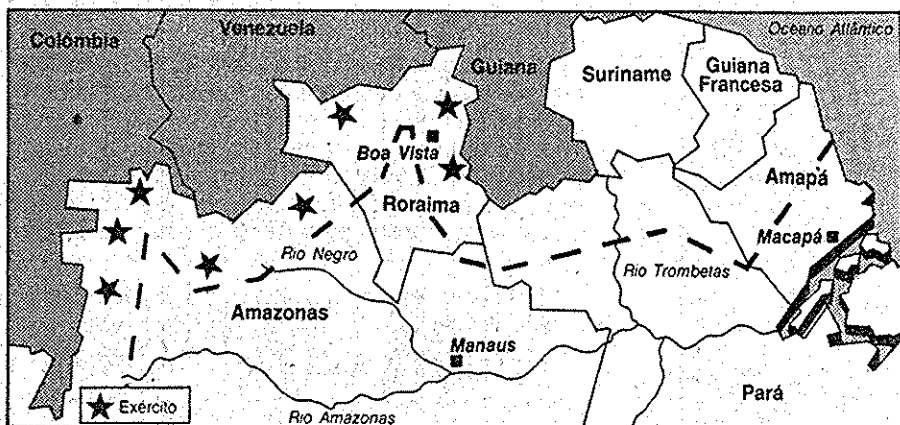 Colômbia
Venezuela
Oceano Atlântico
Guiana
Suriname
Guiana
Francesa
Boa Vista
Amapá
Roraima
Macapá
Rio Negro
Rio Trombetas
Amazonas
Manaus
Pará
Exército
Rio Amazonas